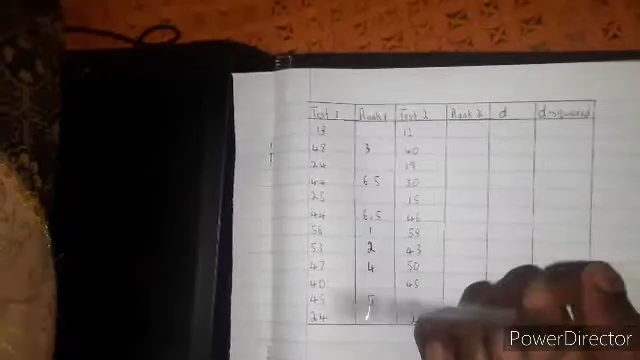 Test 1 Rank 1 Test 2 Rank 2 d d-squared
18 12
48 3 40
24 19
44 6.5 30
25 15
44 6.5 46
56 1 58
53 2 43
47 4 50
40 45
45 5
24
PowerDirector